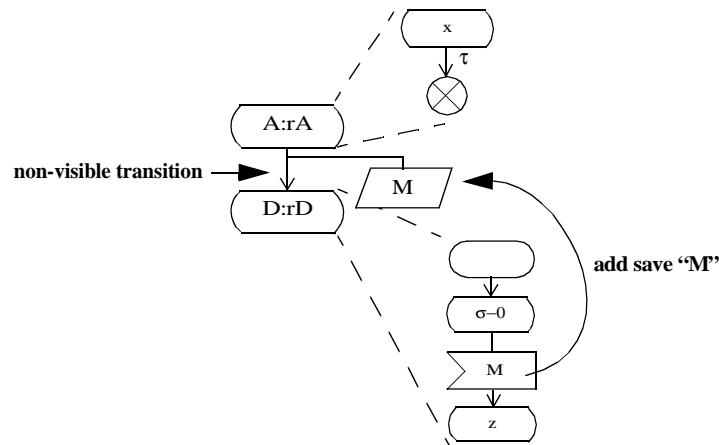 x
τ
A:rA
non-visible transition
M
D:rD
add save “M”
σ–0
M
z